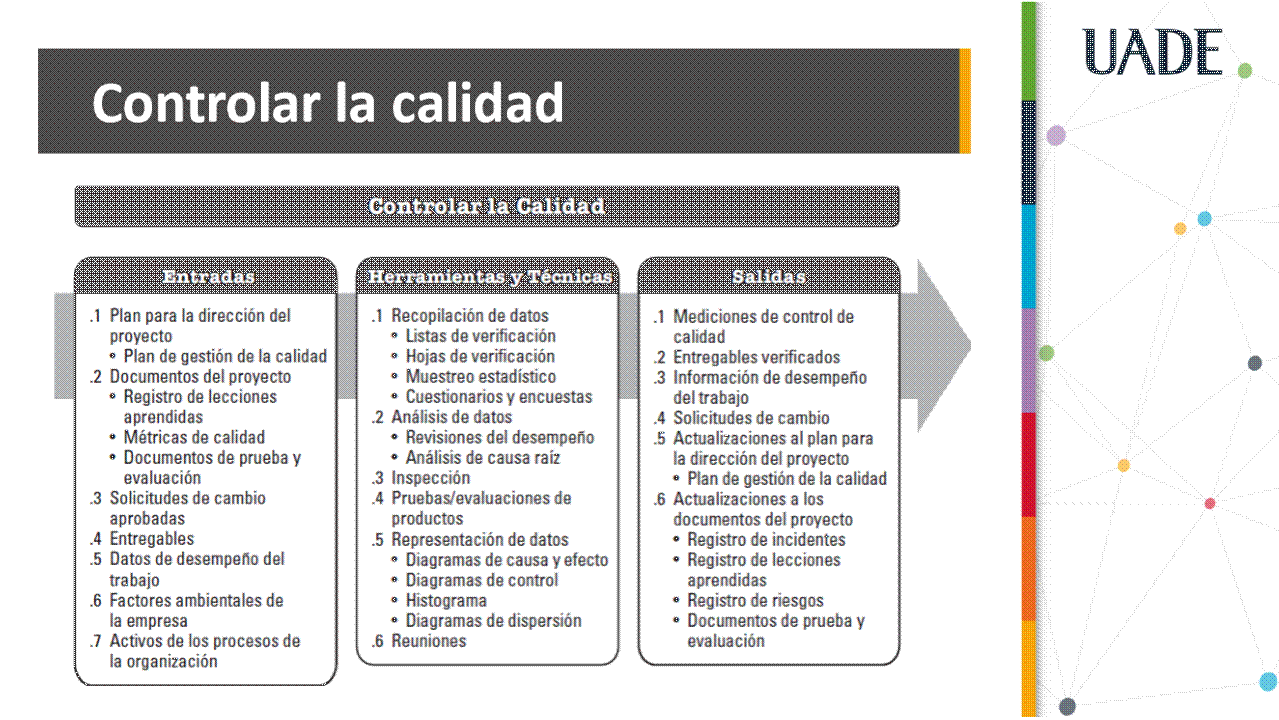 UADE
Controlar la calidad
Controlar la Calidad
Entradas
.1 Plan para la dirección del
proyecto
• Plan de gestión de la calidad
.2 Documentos del proyecto
• Registro de lecciones
aprendidas
• Métricas de calidad
• Documentos de prueba y
evaluación
.3 Solicitudes de cambio
aprobadas
.4 Entregables
.5 Datos de desempeño del
trabajo
.6 Factores ambientales de
la empresa
.7 Activos de los procesos de
la organización
Herramientas y Técnicas
.1 Recopilación de datos
• Listas de verificación
• Hojas de verificación
• Muestreo estadístico
• Cuestionarios y encuestas
.2 Análisis de datos
• Revisiones del desempeño
• Análisis de causa raíz
.3 Inspección
.4 Pruebas/evaluaciones de
productos
.5 Representación de datos
• Diagramas de causa y efecto
• Diagramas de control
• Histograma
• Diagramas de dispersión
.6 Reuniones
Salidas
.1 Mediciones de control de
calidad
.2 Entregables verificados
.3 Información de desempeño
del trabajo
.4 Solicitudes de cambio
.5 Actualizaciones al plan para
la dirección del proyecto
• Plan de gestión de la calidad
.6 Actualizaciones a los
documentos del proyecto
• Registro de incidentes
• Registro de lecciones
aprendidas
• Registro de riesgos
• Documentos de prueba y
evaluación